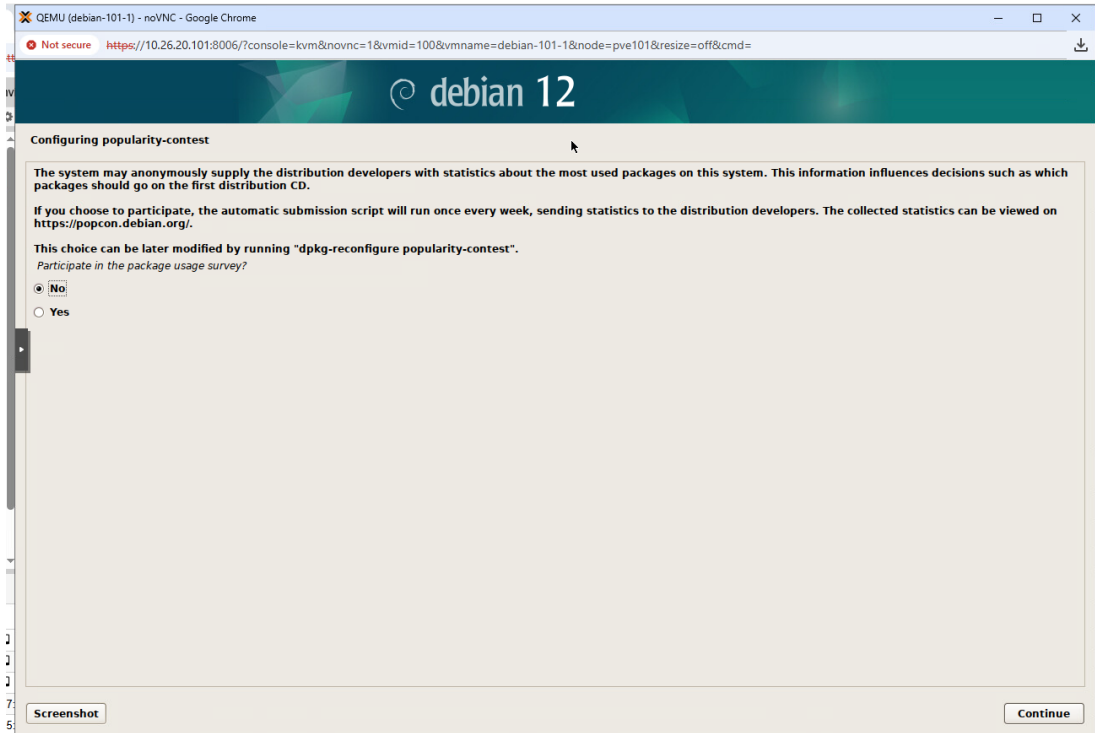 QEMU (debian-101-1) - noVNC - Google Chrome
Not secure https://10.26.20.101:8006/?console=kvm&novnc=1&vmid=100&vmname=debian-101-1&node=pve101&resize=off&cmd=
debian 12
Configuring popularity-contest
The system may anonymously supply the distribution developers with statistics about the most used packages on this system. This information influences decisions such as which
packages should go on the first distribution CD.
If you choose to participate, the automatic submission script will run once every week, sending statistics to the distribution developers. The collected statistics can be viewed on
https://popcon.debian.org/.
This choice can be later modified by running "dpkg-reconfigure popularity-contest".
Participate in the package usage survey?
No
Yes
Screenshot
Continue